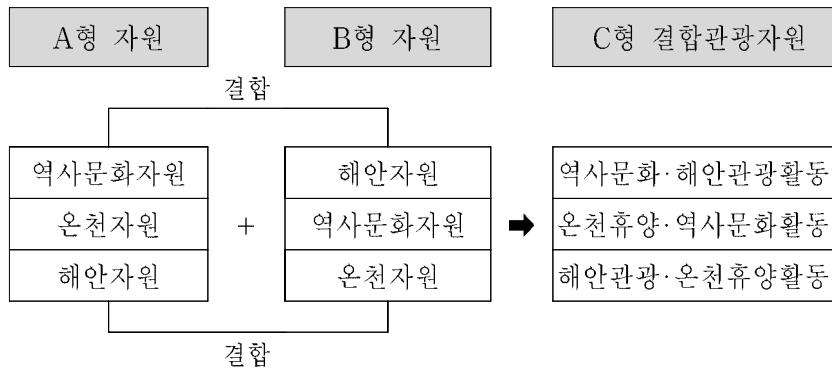 A형 자원 B형 자원 C형 결합관광자원
결합
역사문화자원 해안자원 역사문화·해안관광활동
온천자원 + 역사문화자원 ➡ 온천휴양·역사문화활동
해안자원 온천자원 해안관광·온천휴양활동
결합